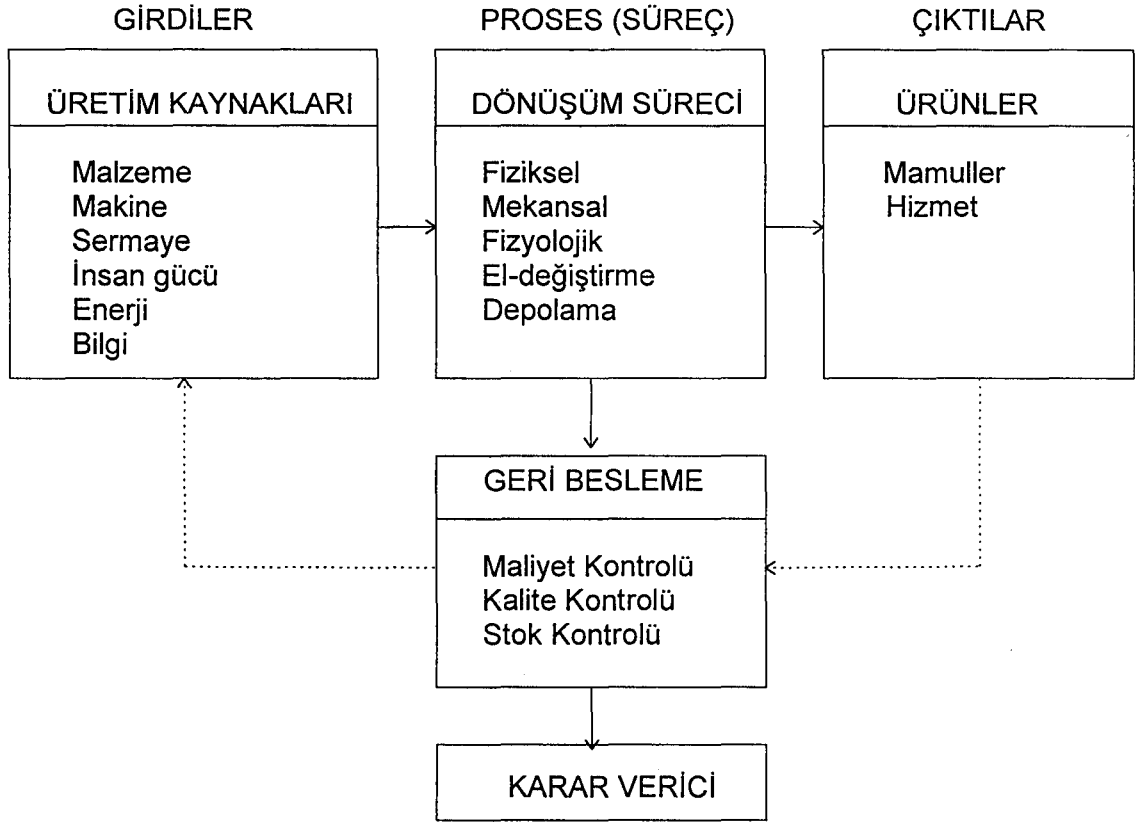 GİRDİLER
ÜRETİM KAYNAKLARI
Malzeme
Makine
Sermaye
İnsan gücü
Enerji
Bilgi
PROSES (SÜREÇ)
DÖNÜŞÜM SÜRECİ
Fiziksel
Mekansal
Fizyolojik
El-değiştirme
Depolama
ÇIKTILAR
ÜRÜNLER
Mamuller
Hizmet
GERİ BESLEME
Maliyet Kontrolü
Kalite Kontrolü
Stok Kontrolü
KARAR VERİCİ